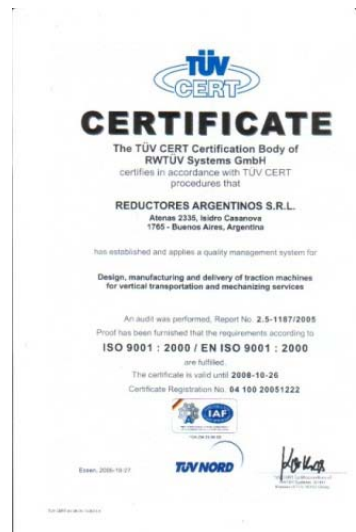 TÜV
CERT
CERTIFICATE
The TÜV CERT Certification Body of
RWTÜV Systems GmbH
certifies in accordance with TÜV CERT
procedures that
REDUCTORES ARGENTINOS S.R.L.
Atenas 2335, Isidro Casanova
1765 - Buenos Aires, Argentina
has established and applies a quality management system for
Design, manufacturing and delivery of traction machines
for vertical transportation and mechanizing services
An audit was performed, Report No. 2.5-1187/2005
Proof has been furnished that the requirements according to
ISO 9001 : 2000 / EN ISO 9001 : 2000
are fulfilled.
The certificate is valid until 2008-10-26
Certificate Registration No. 04 100 20051222
IAF
TÜV NORD